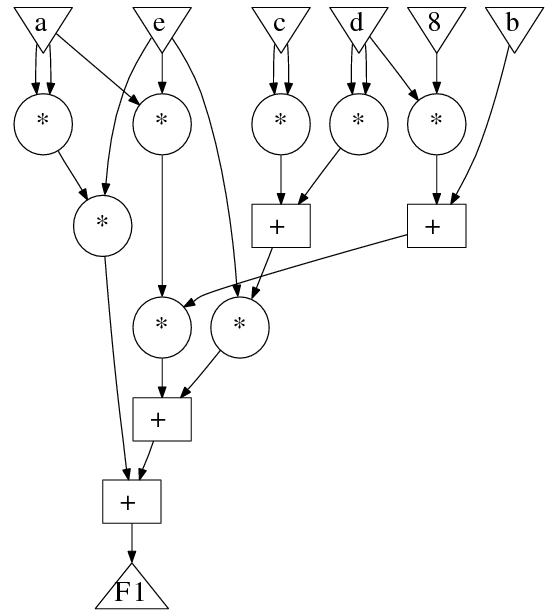 a e c d 8 b
* * * * *
* + +
* *
+
+
F1